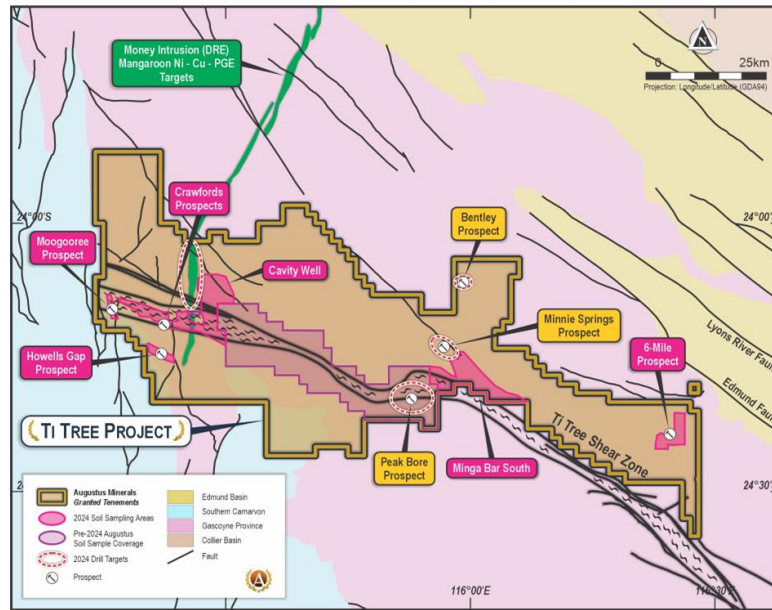 Money Intrusion (DRE)
Mangaroon Ni - Cu - PGE
Targets
N
0 25km
Projection: Longitude/Latitude (GDA94)
24°00'S
24°00'
Crawfords
Prospects
Moogooree
Prospect
Cavity Well
Bentley
Prospect
Minnie Springs
Prospect
6-Mile
Prospect
Howells Gap
Prospect
Lyons River Fault
Edmund Fau
TI TREE PROJECT
Peak Bore
Prospect
Minga Bar South
Ti Tree Shear Zone
24°
24°30'
Augustus Minerals
Granted Tenements
2024 Soil Sampling Areas
Pre-2024 Augustus
Soil Sample Coverage
2024 Drill Targets
Prospect
Edmund Basin
Southern Carnarvon
Gascoyne Province
Collier Basin
Fault
A
116°00'E